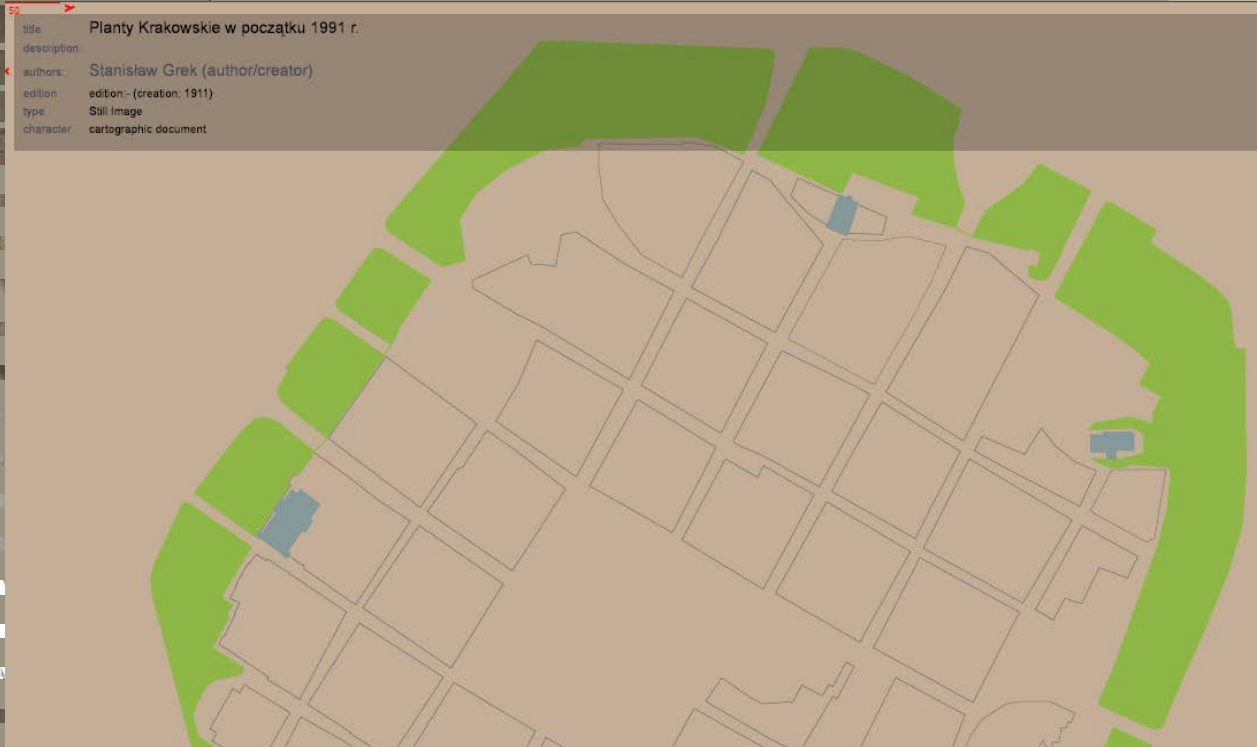 50
title Planty Krakowskie w początku 1991 r.
description:
authors: Stanisław Grek (author/creator)
edition edition:- (creation: 1911)
type Still Image
character cartographic document